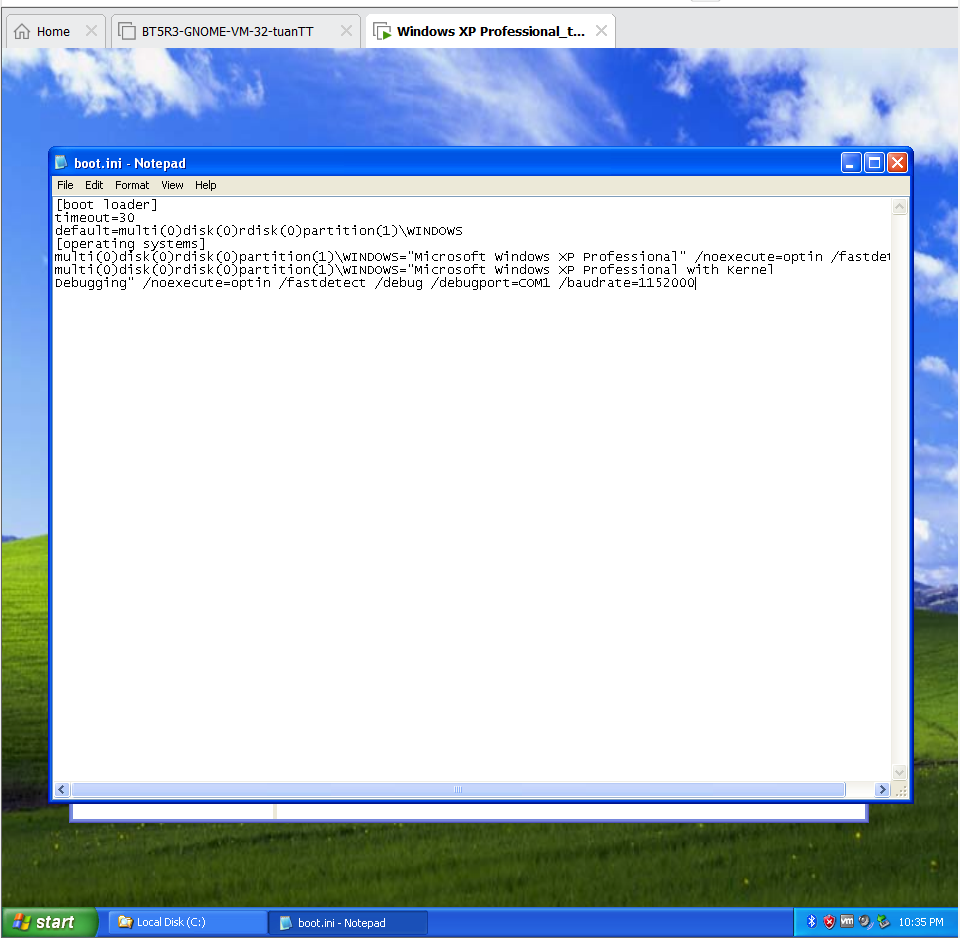 Home
BT5R3-GNOME-VM-32-tuanTT
Windows XP Professional_t...
boot.ini - Notepad
File Edit Format View Help
[boot loader]
timeout=30
default=multi(0)disk(0)rdisk(0)partition(1)\WINDOWS
[operating systems]
multi(0)disk(0)rdisk(0)partition(1)\WINDOWS="Microsoft Windows XP Professional" /noexecute=optin /fastdet
multi(0)disk(0)rdisk(0)partition(1)\WINDOWS="Microsoft Windows XP Professional with Kernel
Debugging" /noexecute=optin /fastdetect /debug /debugport=COM1 /baudrate=1152000
start
Local Disk (C:)
boot.ini - Notepad
vm
10:35 PM